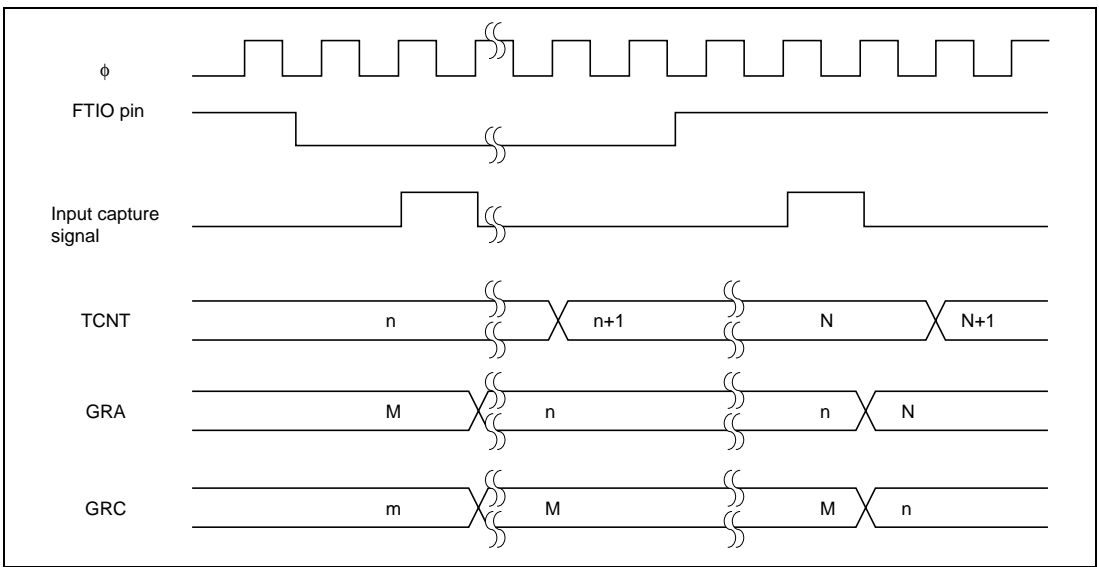 ϕ
FTIO pin
Input capture
signal
TCNT n n+1 N N+1
GRA M n n N
GRC m M M n